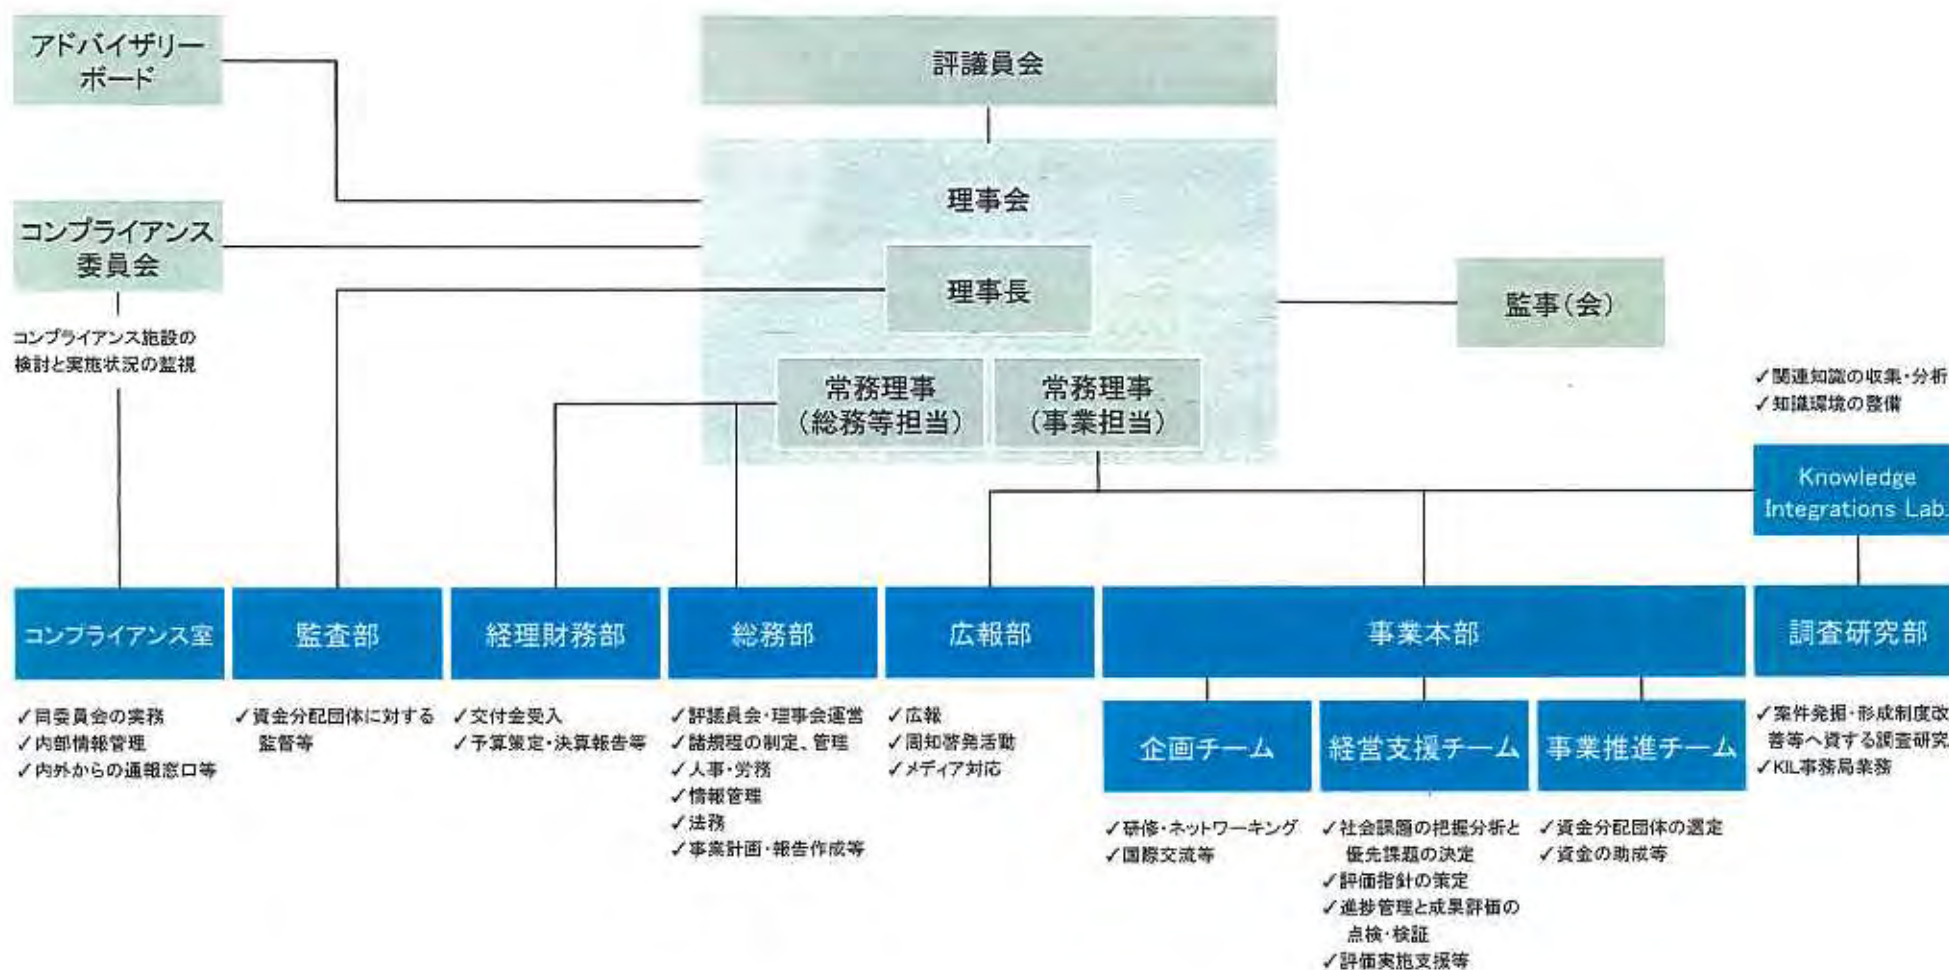 アドバイザリー
ボード
評議員会
理事会
コンプライアンス
委員会
理事長
監事(会)
コンプライアンス施設の
検討と実施状況の監視
常務理事
(総務等担当)
常務理事
(事業担当)
✓関連知識の収集・分析
✓知識環境の整備
Knowledge
Integrations Lab.
コンプライアンス室
監査部
経理財務部
総務部
広報部
事業本部
調査研究部
✓同委員会の実務
✓内部情報管理
✓内外からの通報窓口等
✓資金分配団体に対する
監督等
✓交付金受入
✓予算策定・決算報告等
✓評議員会・理事会運営
✓諸規程の制定、管理
✓人事・労務
✓情報管理
✓法務
✓事業計画・報告作成等
✓広報
✓周知啓発活動
✓メディア対応
企画チーム
経営支援チーム
事業推進チーム
✓案件発掘・形成制度改
善等へ資する調査研究
✓KIL事務局業務
✓研修・ネットワーキング
✓国際交流等
✓社会課題の把握分析と
優先課題の決定
✓評価指針の策定
✓進捗管理と成果評価の
点検・検証
✓評価実施支援等
✓資金分配団体の選定
✓資金の助成等